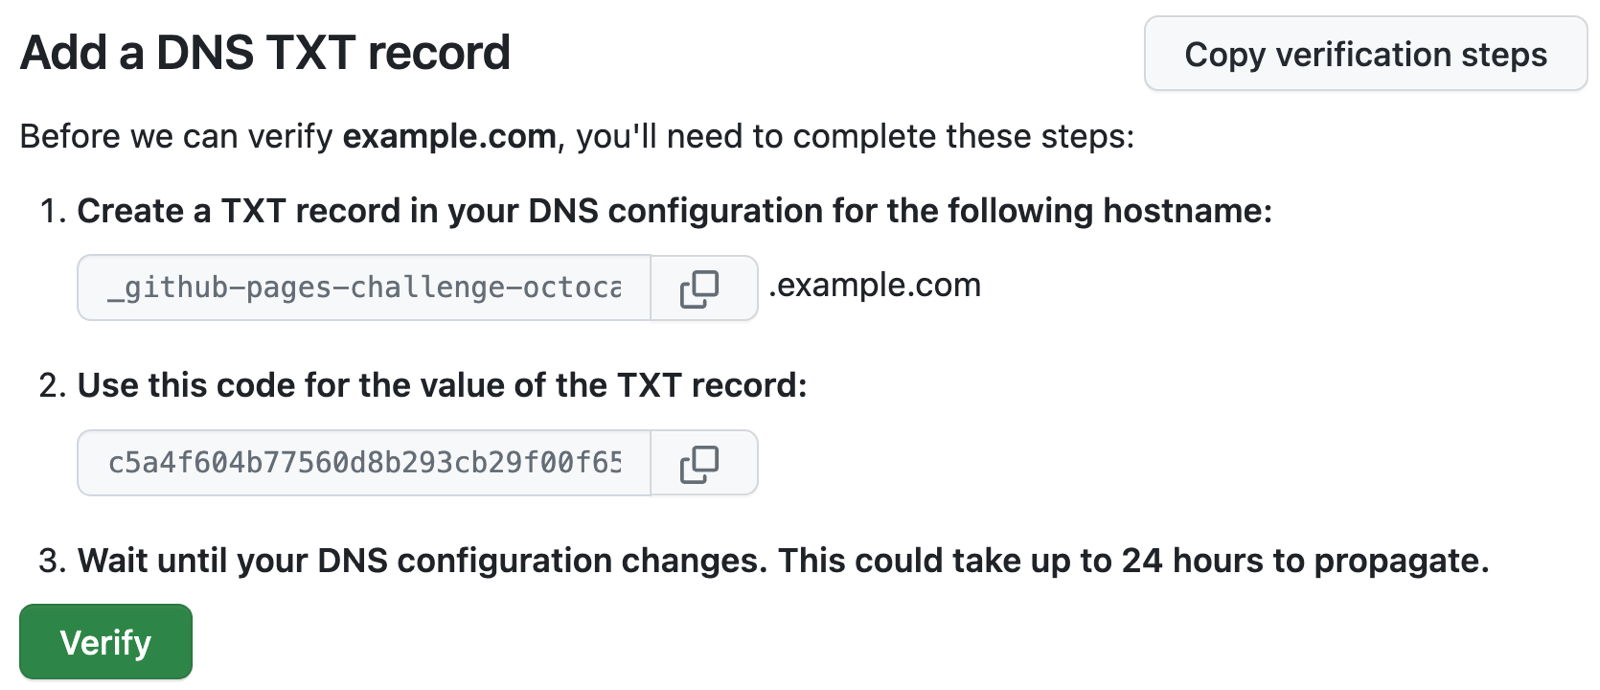 Add a DNS TXT record
Copy verification steps
Before we can verify example.com, you'll need to complete these steps:
1. Create a TXT record in your DNS configuration for the following hostname:
_github-pages-challenge-octoca
.example.com
2. Use this code for the value of the TXT record:
c5a4f604b77560d8b293cb29f00f65
3. Wait until your DNS configuration changes. This could take up to 24 hours to propagate.
Verify